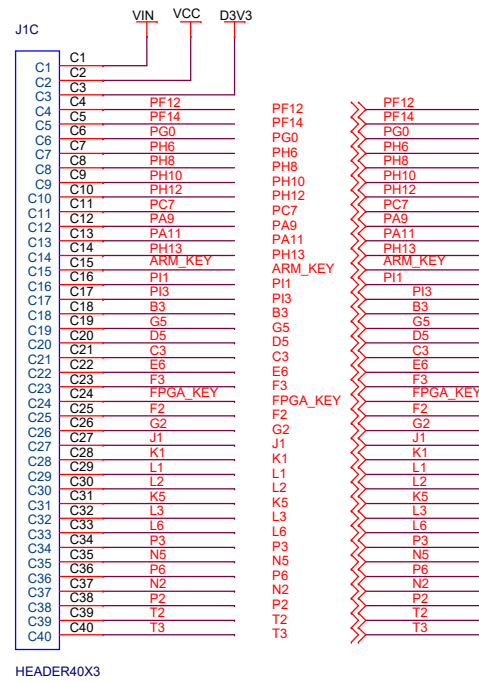 VIN VCC D3V3
J1C
C1 C1
C2 C2
C3 C3
C4 C4 PF12 PF12 PF12
C5 C5 PF14 PF14 PF14
C6 C6 PG0 PG0 PG0
C7 C7 PH6 PH6 PH6
C8 C8 PH8 PH8 PH8
C9 C9 PH10 PH10 PH10
C10 C10 PH12 PH12 PH12
C11 C11 PC7 PC7 PC7
C12 C12 PA9 PA9 PA9
C13 C13 PA11 PA11 PA11
C14 C14 PH13 PH13 PH13
C15 C15 ARM_KEY ARM_KEY ARM_KEY
C16 C16 PI1 PI1 PI1
C17 C17 PI3 PI3 PI3
C18 C18 B3 B3 B3
C19 C19 G5 G5 G5
C20 C20 D5 D5 D5
C21 C21 C3 C3 C3
C22 C22 E6 E6 E6
C23 C23 F3 F3 F3
C24 C24 FPGA_KEY FPGA_KEY FPGA_KEY
C25 C25 F2 F2 F2
C26 C26 G2 G2 G2
C27 C27 J1 J1 J1
C28 C28 K1 K1 K1
C29 C29 L1 L1 L1
C30 C30 L2 L2 L2
C31 C31 K5 K5 K5
C32 C32 L3 L3 L3
C33 C33 L6 L6 L6
C34 C34 P3 P3 P3
C35 C35 N5 N5 N5
C36 C36 P6 P6 P6
C37 C37 N2 N2 N2
C38 C38 P2 P2 P2
C39 C39 T2 T2 T2
C40 C40 T3 T3 T3
HEADER40X3